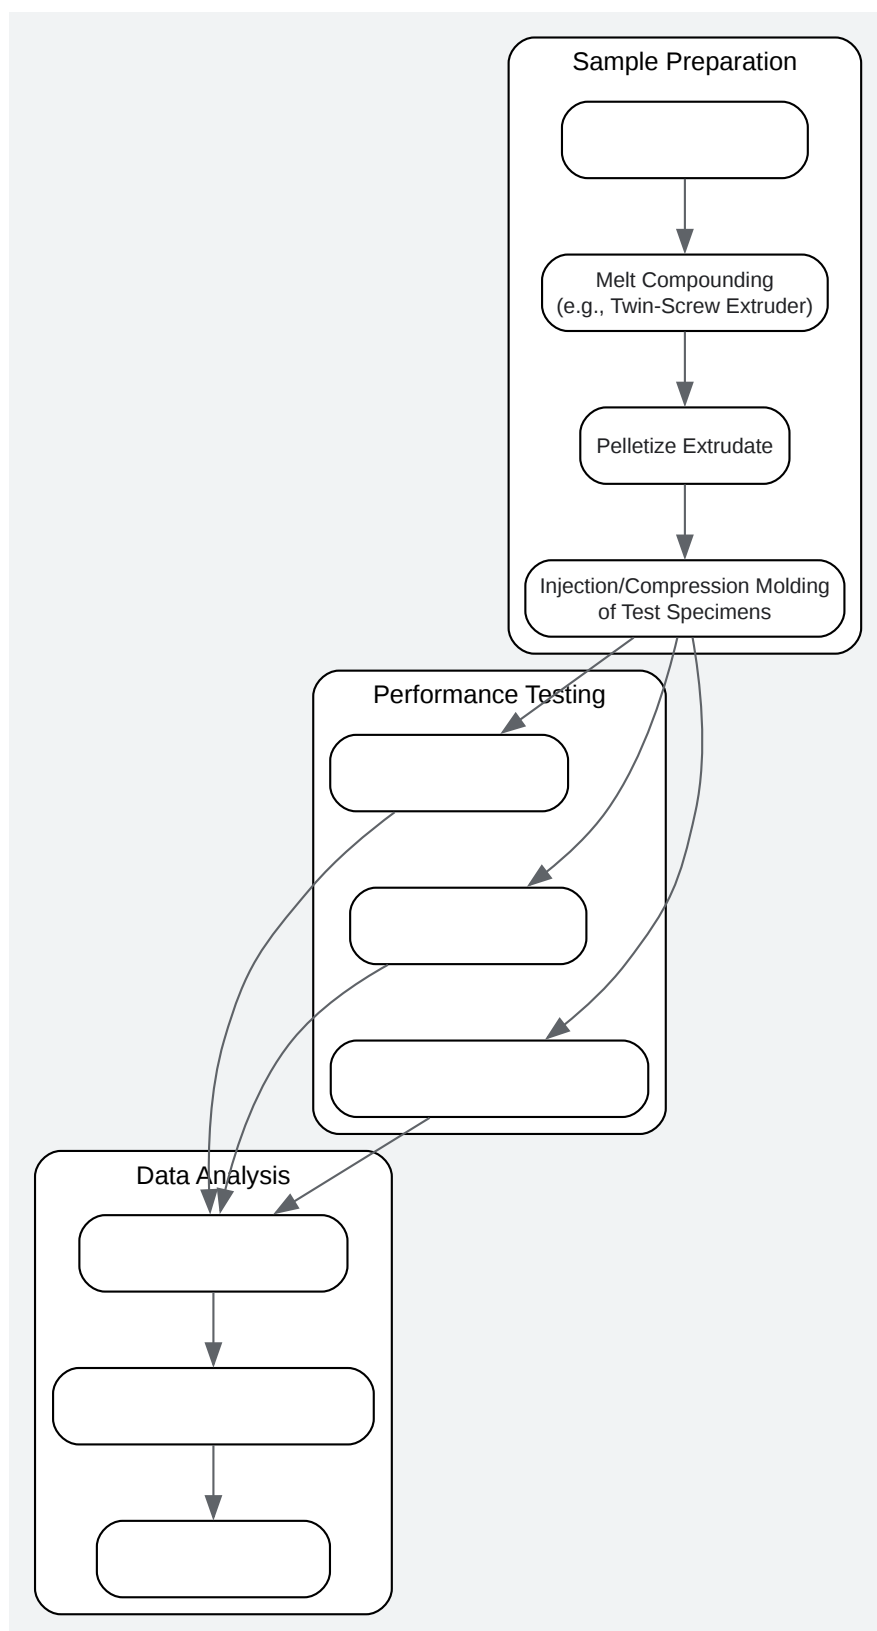 Sample Preparation
Melt Compounding
(e.g., Twin-Screw Extruder)
Pelletize Extrudate
Injection/Compression Molding
of Test Specimens
Performance Testing
Data Analysis